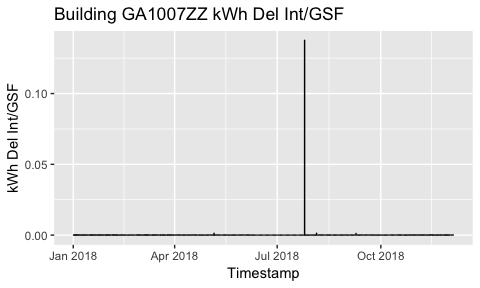 Building GA1007ZZ kWh Del Int/GSF
kWh Del Int/GSF
0.10
0.05
0.00
Jan 2018 Apr 2018 Jul 2018 Oct 2018
Timestamp